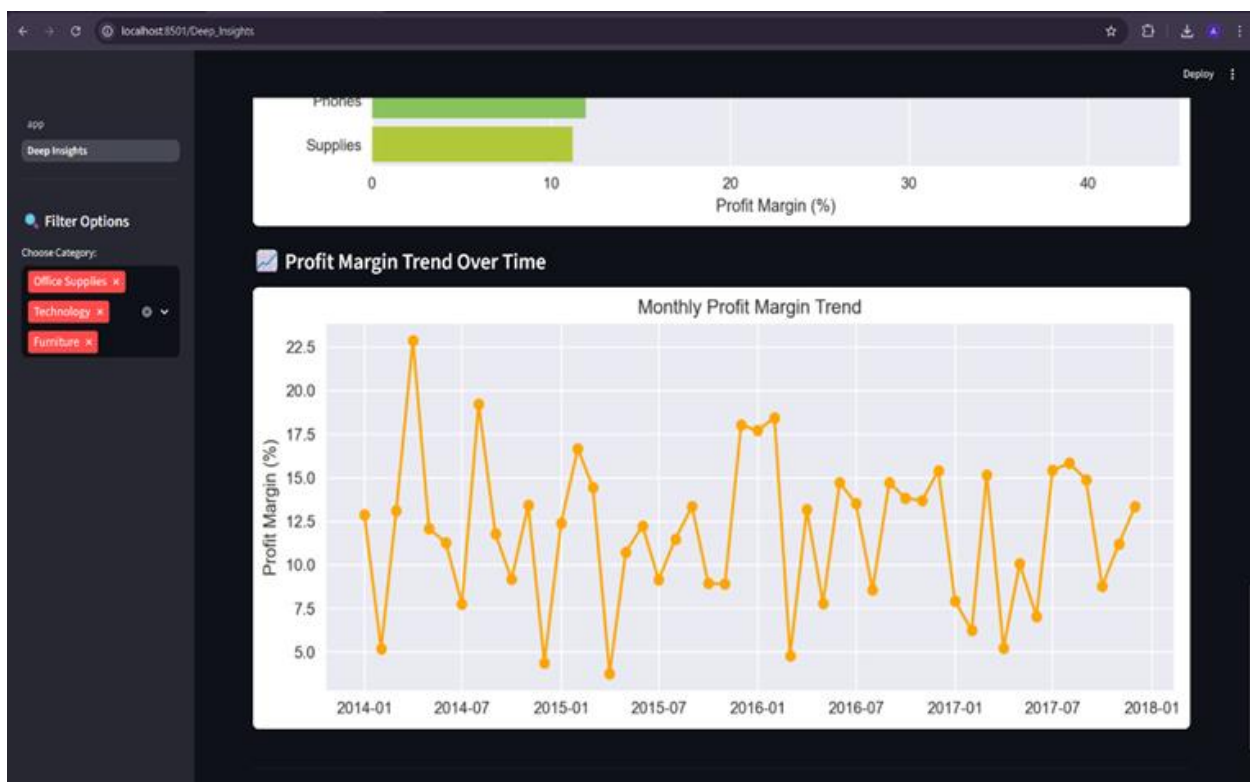 localhost:8501/Deep_Insights
Deploy
app
Deep Insights
Filter Options
Choose Category:
Office Supplies ×
Technology ×
Furniture ×
Phones
Supplies
0 10 20 30 40
Profit Margin (%)
Profit Margin Trend Over Time
Monthly Profit Margin Trend
Profit Margin (%)
22.5
20.0
17.5
15.0
12.5
10.0
7.5
5.0
2014-01 2014-07 2015-01 2015-07 2016-01 2016-07 2017-01 2017-07 2018-01